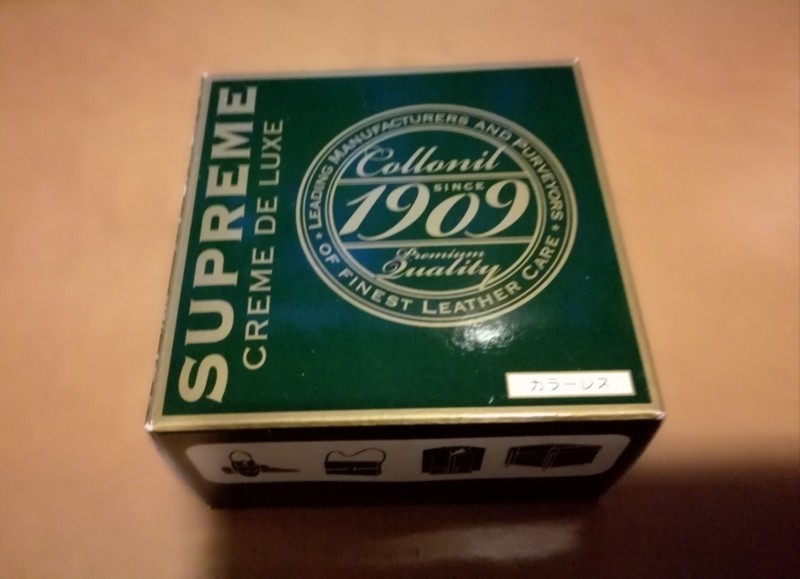 SUPREME
CREME DE LUXE
LEADING MANUFACTURERS AND PURVEYORS
Collonil
SINCE
1909
Premium
Quality
OF FINEST LEATHER CARE
カラーレス